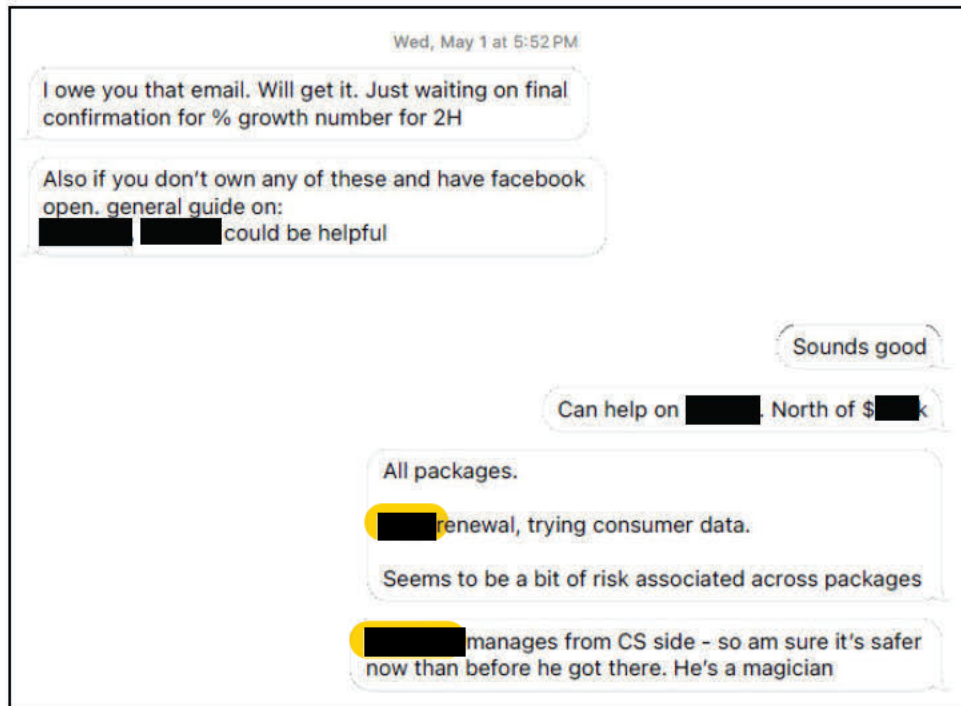 Wed, May 1 at 5:52 PM
I owe you that email. Will get it. Just waiting on final
confirmation for % growth number for 2H
Also if you don't own any of these and have facebook
open. general guide on:
, could be helpful
Sounds good
Can help on . North of $ k
All packages.
renewal, trying consumer data.
Seems to be a bit of risk associated across packages
manages from CS side - so am sure it's safer
now than before he got there. He's a magician